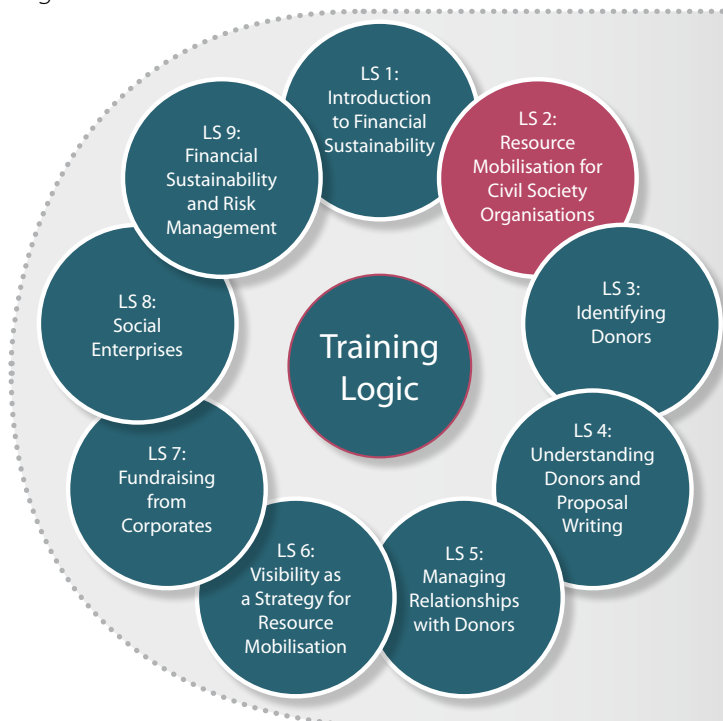 LS 1:
Introduction
to Financial
Sustainability
LS 2:
Resource
Mobilisation for
Civil Society
Organisations
LS 3:
Identifying
Donors
LS 4:
Understanding
Donors and
Proposal
Writing
LS 5:
Managing
Relationships
with Donors
LS 6:
Visibility as
a Strategy for
Resource
Mobilisation
LS 7:
Fundraising
from
Corporates
LS 8:
Social
Enterprises
LS 9:
Financial
Sustainability
and Risk
Management
Training
Logic